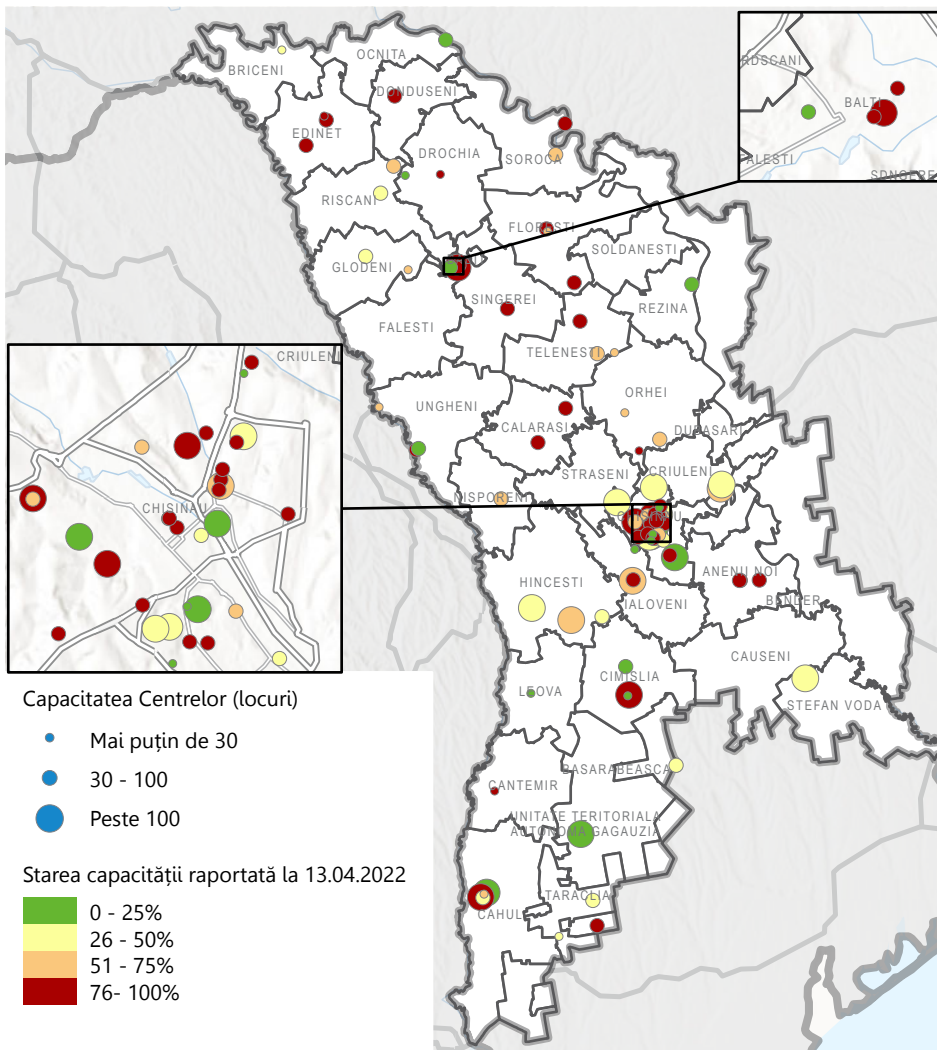 OCNITA
BRICENI
DONDUSENI
EDINET
DROCHIA
SOROCA
RISCANI
FLORESTI
SOLDANESTI
GLODENI
SINGEREI
REZINA
FALESTI
TELENESTI
ORHEI
UNGHENI
CALARASI
DUBASARI
STRASENI
CRIULENI
NISPORENI
HINCESTI
ANENII NOI
BENDER
IALOVENI
CAUSENI
CIMISLIA
LEOVA
STEFAN VODA
BASARABEASCA
CANTEMIR
UNITATE TERITORIALA
AUTONOMA GAGAUZIA
TARACLIA
CAHUL
RDSCANI
BALTI
FALESTI
SDNGERE
CRIULENI
CHISINAU
Capacitatea Centrelor (locuri)
Mai puțin de 30
30 - 100
Peste 100
Starea capacității raportată la 13.04.2022
0 - 25%
26 - 50%
51 - 75%
76- 100%